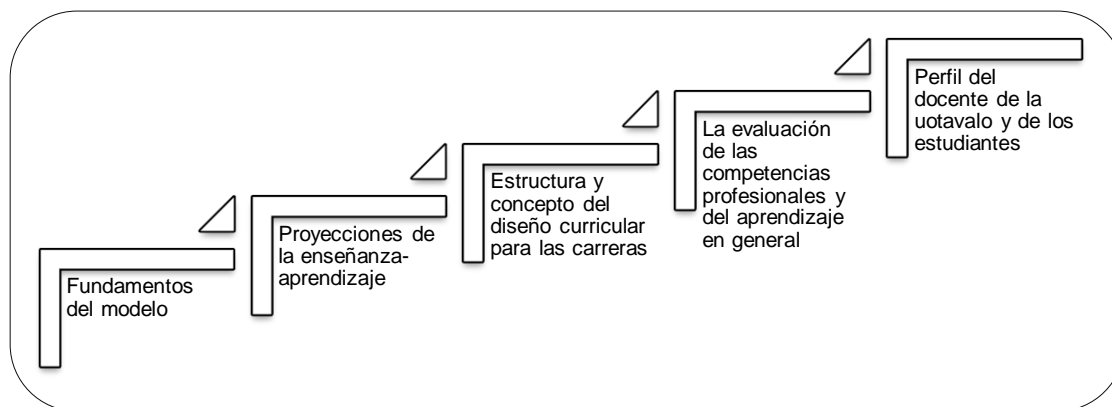 Fundamentos
del modelo
Proyecciones de
la enseñanza-
aprendizaje
Estructura y
concepto del
diseño curricular
para las carreras
La evaluación
de las
competencias
profesionales y
del aprendizaje
en general
Perfil del
docente de la
uotavalo y de los
estudiantes